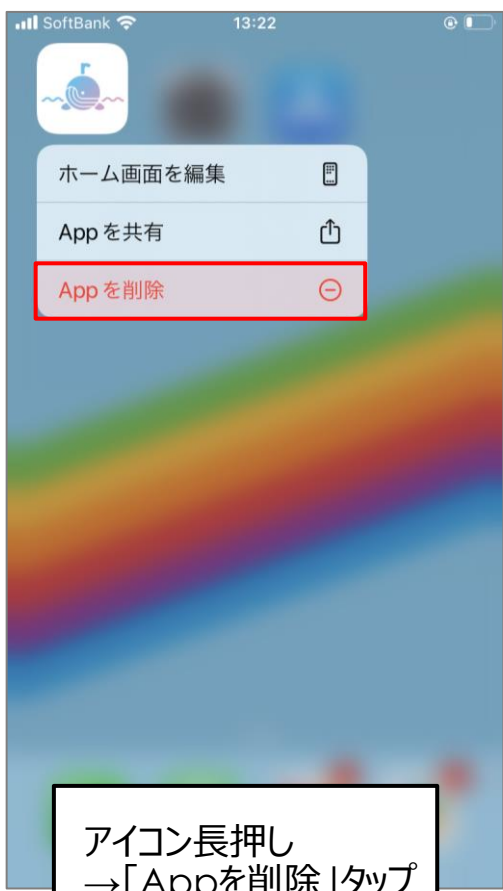 SoftBank 13:22
ホーム画面を編集
Appを共有
Appを削除
アイコン長押し
→「Appを削除」タップ